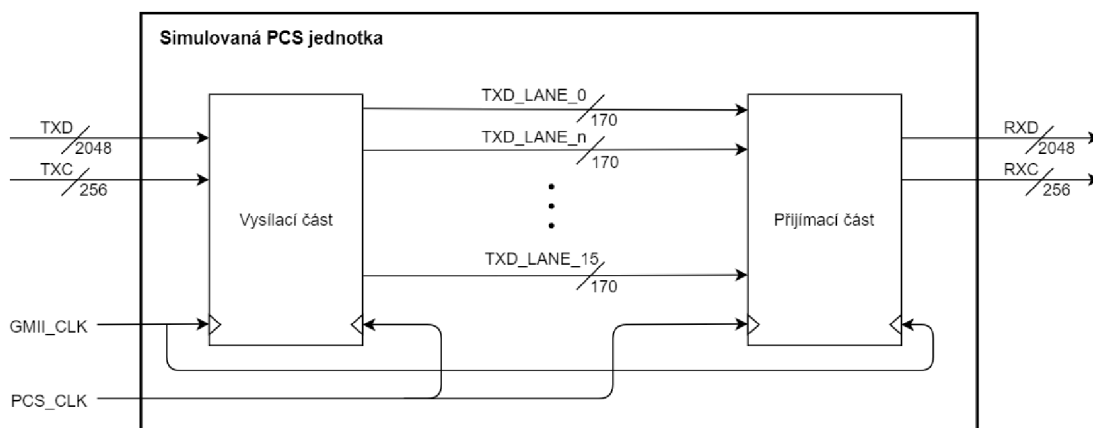 Simulovaná PCS jednotka
TXD_LANE_0
170
TXD
2048
TXD_LANE_n
170
RXD
2048
TXC
256
RXC
256
Vysílací část
Přijímací část
TXD_LANE_15
170
GMII_CLK
PCS_CLK